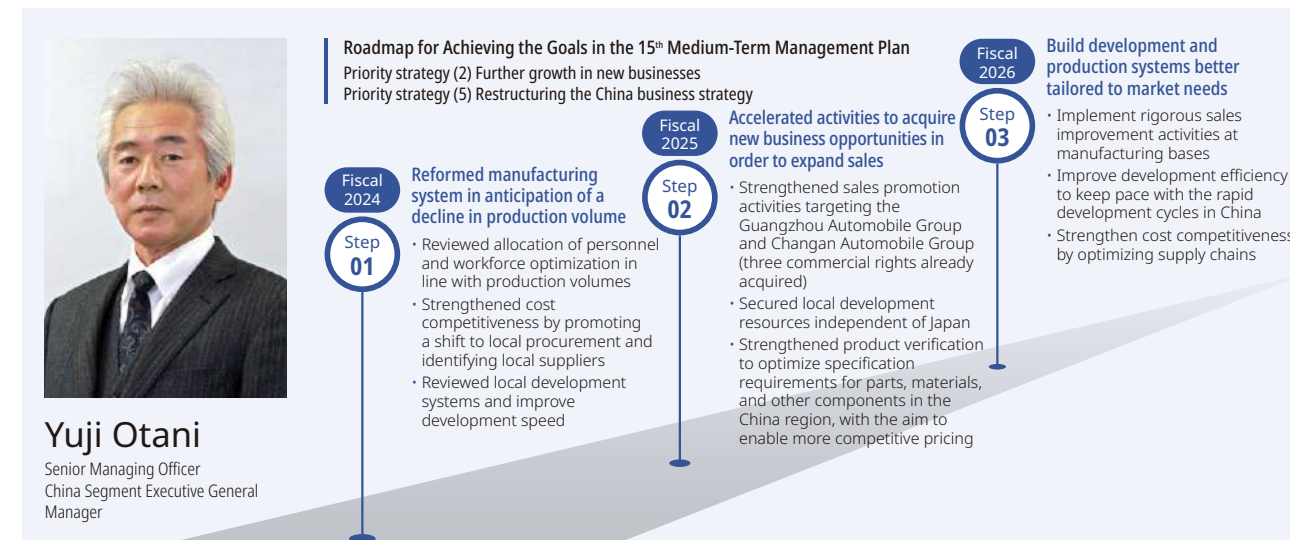 Roadmap for Achieving the Goals in the 15th Medium-Term Management Plan
Priority strategy (2) Further growth in new businesses
Priority strategy (5) Restructuring the China business strategy
Yuji Otani
Senior Managing Officer
China Segment Executive General
Manager
Fiscal
2024
Step
01
Reformed manufacturing
system in anticipation of a
decline in production volume
・Reviewed allocation of personnel
and workforce optimization in
line with production volumes
・Strengthened cost
competitiveness by promoting
a shift to local procurement and
identifying local suppliers
・Reviewed local development
systems and improve
development speed
Fiscal
2025
Step
02
Accelerated activities to acquire
new business opportunities in
order to expand sales
・Strengthened sales promotion
activities targeting the
Guangzhou Automobile Group
and Changan Automobile Group
(three commercial rights already
acquired)
・Secured local development
resources independent of Japan
・Strengthened product verification
to optimize specification
requirements for parts, materials,
and other components in the
China region, with the aim to
enable more competitive pricing
Fiscal
2026
Step
03
Build development and
production systems better
tailored to market needs
・Implement rigorous sales
improvement activities at
manufacturing bases
・Improve development efficiency
to keep pace with the rapid
development cycles in China
・Strengthen cost competitiveness
by optimizing supply chains